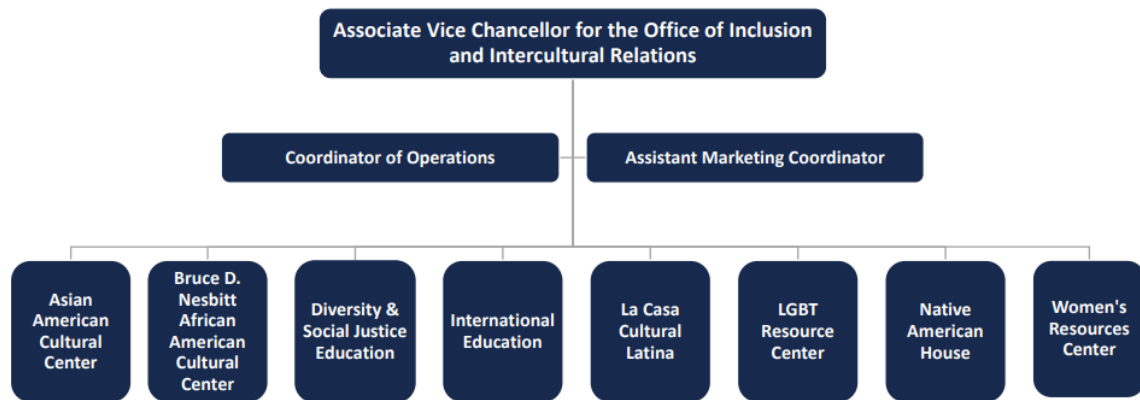 Associate Vice Chancellor for the Office of Inclusion
and Intercultural Relations
Coordinator of Operations
Assistant Marketing Coordinator
Asian
American
Cultural
Center
Bruce D.
Nesbitt
African
American
Cultural
Center
Diversity &
Social Justice
Education
International
Education
La Casa
Cultural
Latina
LGBT
Resource
Center
Native
American
House
Women's
Resources
Center